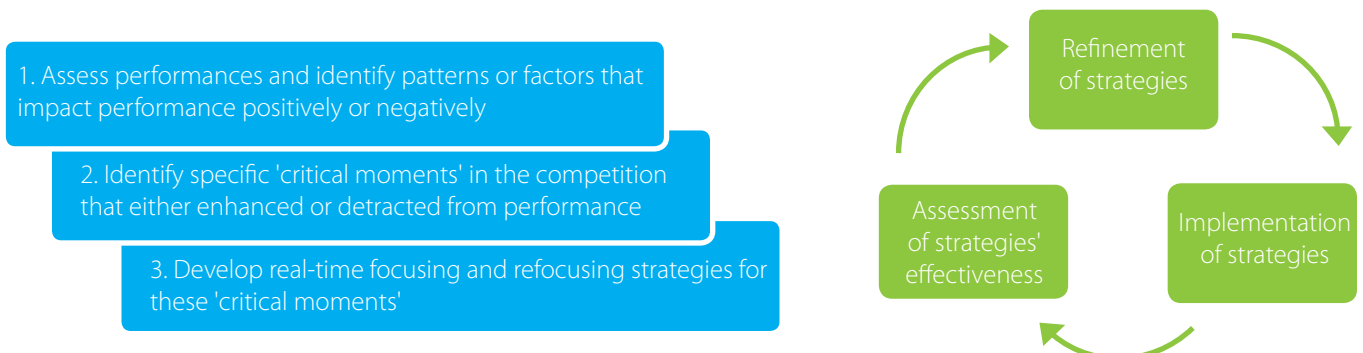 1. Assess performances and identify patterns or factors that
impact performance positively or negatively
2. Identify specific 'critical moments' in the competition
that either enhanced or detracted from performance
3. Develop real-time focusing and refocusing strategies for
these 'critical moments'
Refinement
of strategies
Implementation
of strategies
Assessment
of strategies'
effectiveness